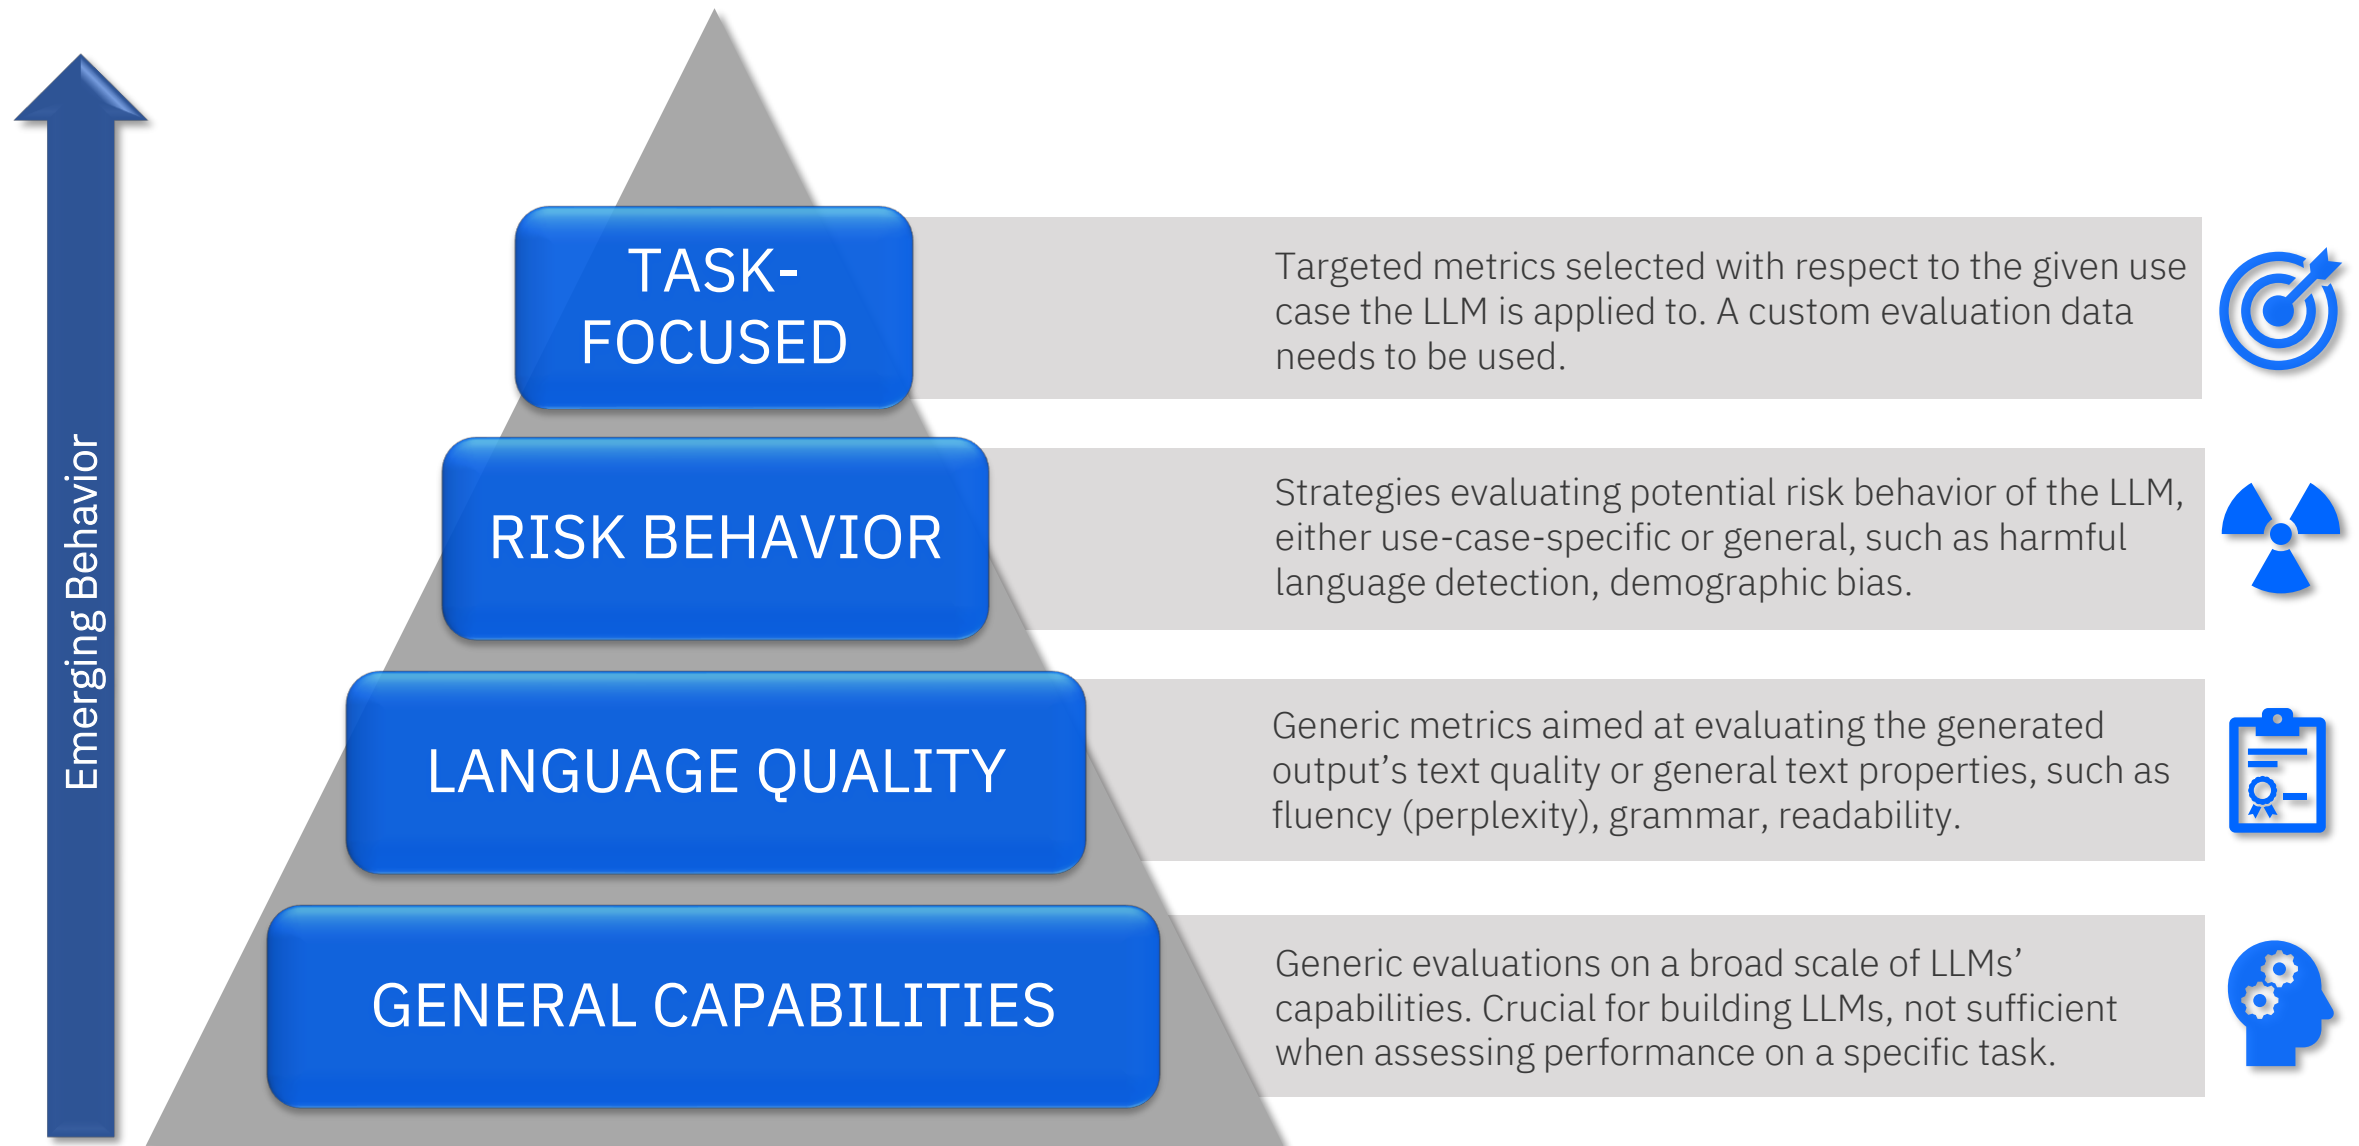 Emerging Behavior
TASK-
FOCUSED
Targeted metrics selected with respect to the given use
case the LLM is applied to. A custom evaluation data
needs to be used.
RISK BEHAVIOR
Strategies evaluating potential risk behavior of the LLM,
either use-case-specific or general, such as harmful
language detection, demographic bias.
LANGUAGE QUALITY
Generic metrics aimed at evaluating the generated
output’s text quality or general text properties, such as
fluency (perplexity), grammar, readability.
GENERAL CAPABILITIES
Generic evaluations on a broad scale of LLMs’
capabilities. Crucial for building LLMs, not sufficient
when assessing performance on a specific task.